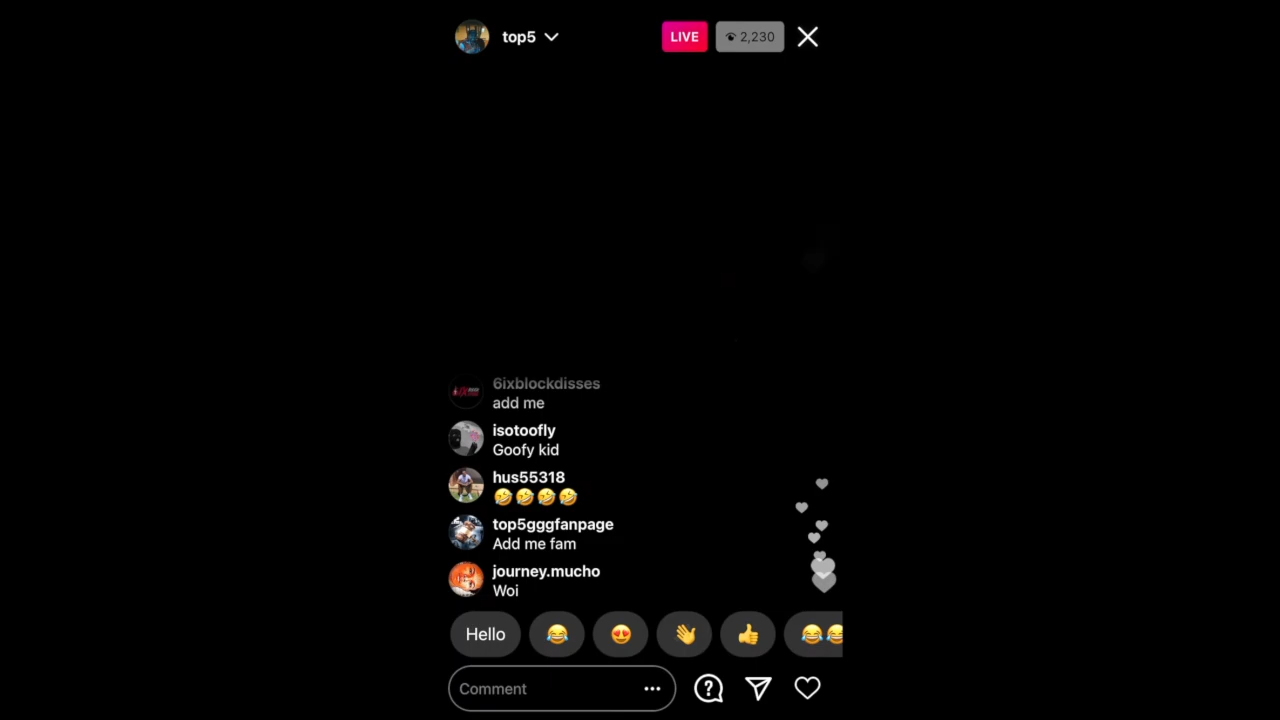 top5
LIVE
2,230
6ixblockdisses
add me
isotoofly
Goofy kid
hus55318
🤣🤣🤣🤣
top5gggfanpage
Add me fam
journey.mucho
Woi
Hello 😂 😍 👋 👍 😂😂
Comment